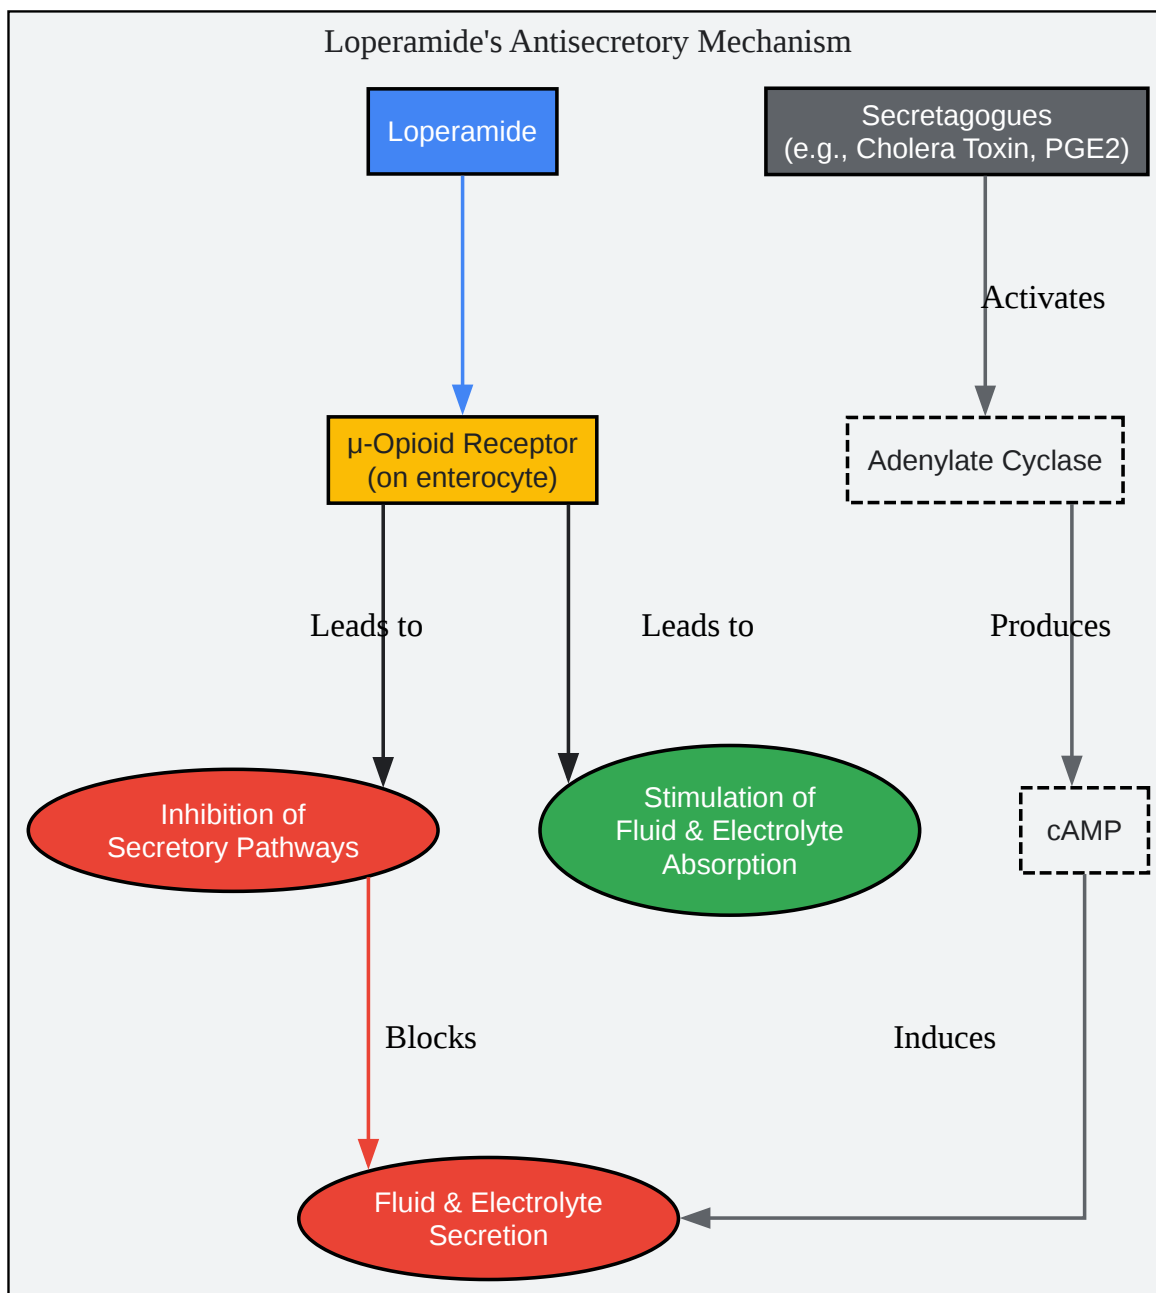 Loperamide's Antisecretory Mechanism
Loperamide
Secretagogues
(e.g., Cholera Toxin, PGE2)
Activates
μ-Opioid Receptor
(on enterocyte)
Adenylate Cyclase
Leads to
Leads to
Produces
Inhibition of
Secretory Pathways
Stimulation of
Fluid & Electrolyte
Absorption
cAMP
Blocks
Induces
Fluid & Electrolyte
Secretion